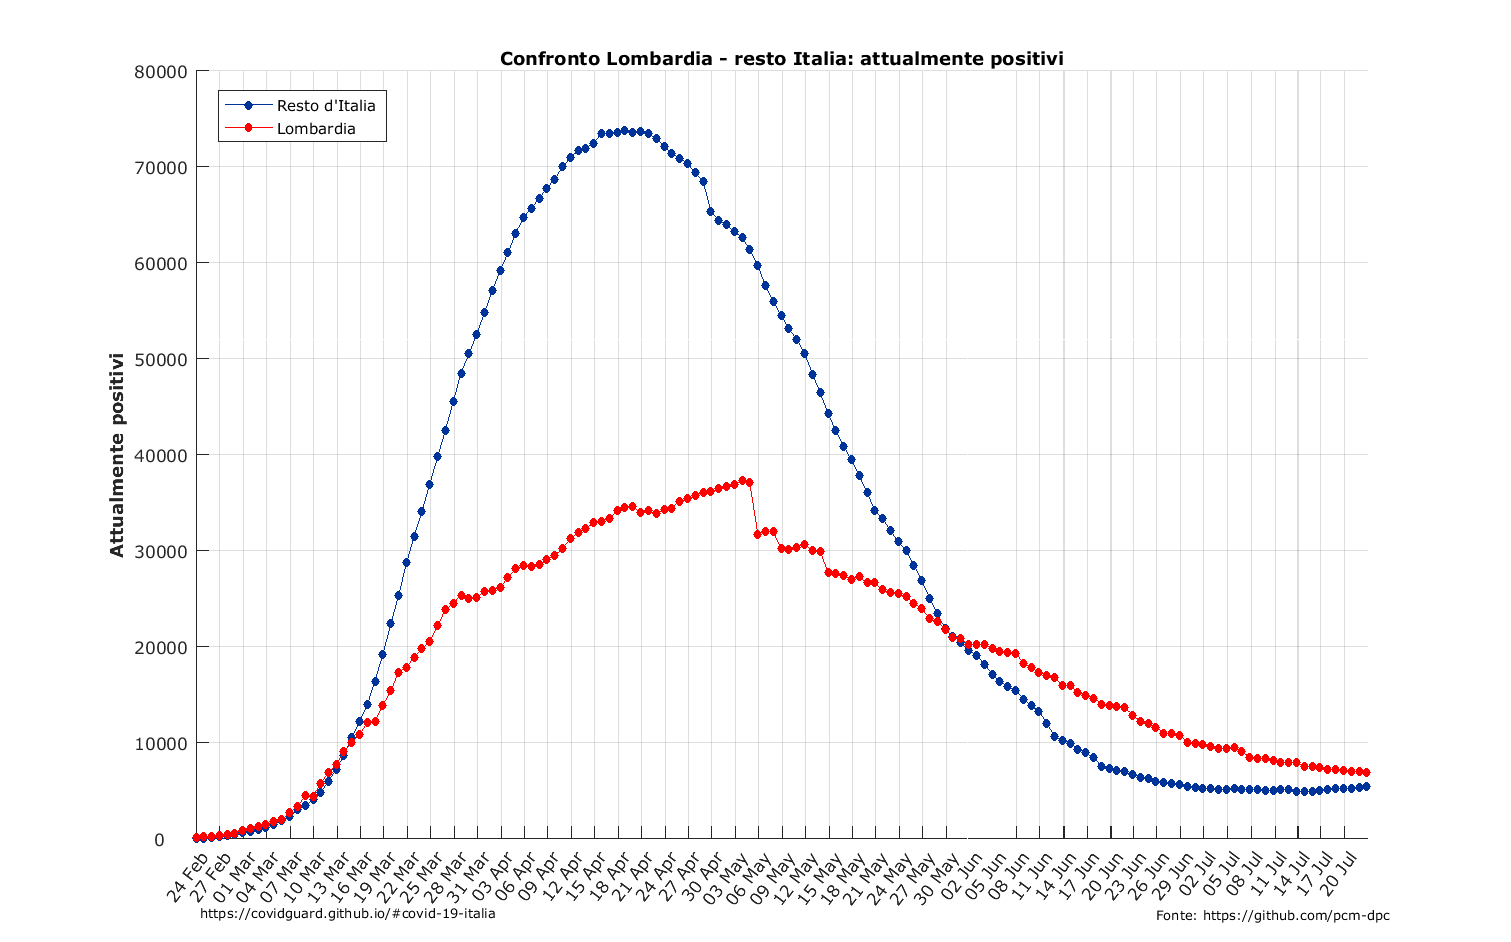 Confronto Lombardia - resto Italia: attualmente positivi
80000
70000
60000
50000
40000
30000
20000
10000
0
Attualmente positivi
Resto d'Italia
Lombardia
24 Feb
27 Feb
01 Mar
04 Mar
07 Mar
10 Mar
13 Mar
16 Mar
19 Mar
22 Mar
25 Mar
28 Mar
31 Mar
03 Apr
06 Apr
09 Apr
12 Apr
15 Apr
18 Apr
21 Apr
24 Apr
27 Apr
30 Apr
03 May
06 May
09 May
12 May
15 May
18 May
21 May
24 May
27 May
30 May
02 Jun
05 Jun
08 Jun
11 Jun
14 Jun
17 Jun
20 Jun
23 Jun
26 Jun
29 Jun
02 Jul
05 Jul
08 Jul
11 Jul
14 Jul
17 Jul
20 Jul
https://covidguard.github.io/#covid-19-italia
Fonte: https://github.com/pcm-dpc